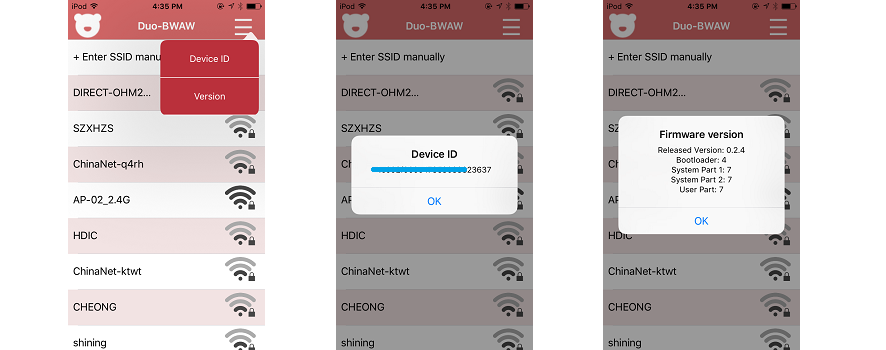 iPod 4:35 PM
Duo-BWAW
Device ID
Version
+ Enter SSID manu
DIRECT-OHM2...
SZXHZS
ChinaNet-q4rh
AP-02_2.4G
HDIC
ChinaNet-ktwt
CHEONG
shining
iPod 4:35 PM
Duo-BWAW
+ Enter SSID manually
DIRECT-OHM2...
SZXHZS
Device ID
23637
OK
HDIC
ChinaNet-ktwt
CHEONG
shining
iPod 4:35 PM
Duo-BWAW
+ Enter SSID manually
DIRECT-OHM2...
Firmware version
Released Version: 0.2.4
Bootloader: 4
System Part 1: 7
System Part 2: 7
User Part: 7
OK
HDIC
ChinaNet-ktwt
CHEONG
shining